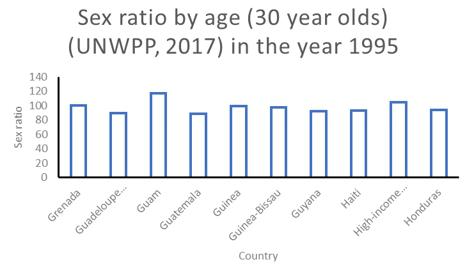 Sex ratio by age (30 year olds)
(UNWPP, 2017) in the year 1995
140
120
100
80
60
40
20
0
Sex ratio
Grenada
Guadeloupe...
Guam
Guatemala
Guinea
Guinea-Bissau
Guyana
Haiti
High-income...
Honduras
Country